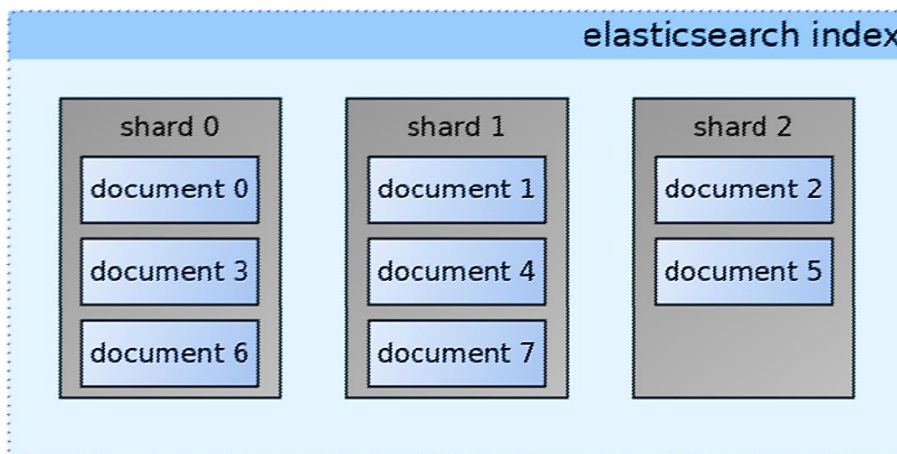 elasticsearch index
shard 0
document 0
document 3
document 6
shard 1
document 1
document 4
document 7
shard 2
document 2
document 5